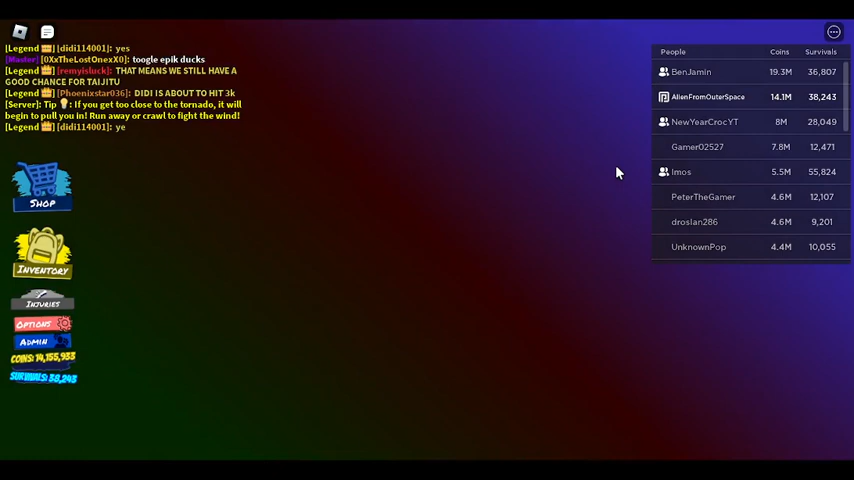 [Legend 👑] [didi114001]: yes
[Master] [0XxTheLostOnexX0]: toogle epik ducks
[Legend 👑] [remyisluck]: THAT MEANS WE STILL HAVE A
GOOD CHANCE FOR TAIJITU
[Legend 👑] [Phoenixstar036]: DIDI IS ABOUT TO HIT 3k
[Server]: Tip 💡: If you get too close to the tornado, it will
begin to pull you in! Run away or crawl to fight the wind!
[Legend 👑] [didi114001]: ye
SHOP
INVENTORY
INJURIES
OPTIONS
ADMIN
COINS: 14,155,933
SURVIVALS: 38,243
People Coins Survivals
BenJamin 19.3M 36,807
AlienFromOuterSpace 14.1M 38,243
NewYearCrocYT 8M 28,049
Gamer02527 7.8M 12,471
Imos 5.5M 55,824
PeterTheGamer 4.6M 12,107
droslan286 4.6M 9,201
UnknownPop 4.4M 10,055